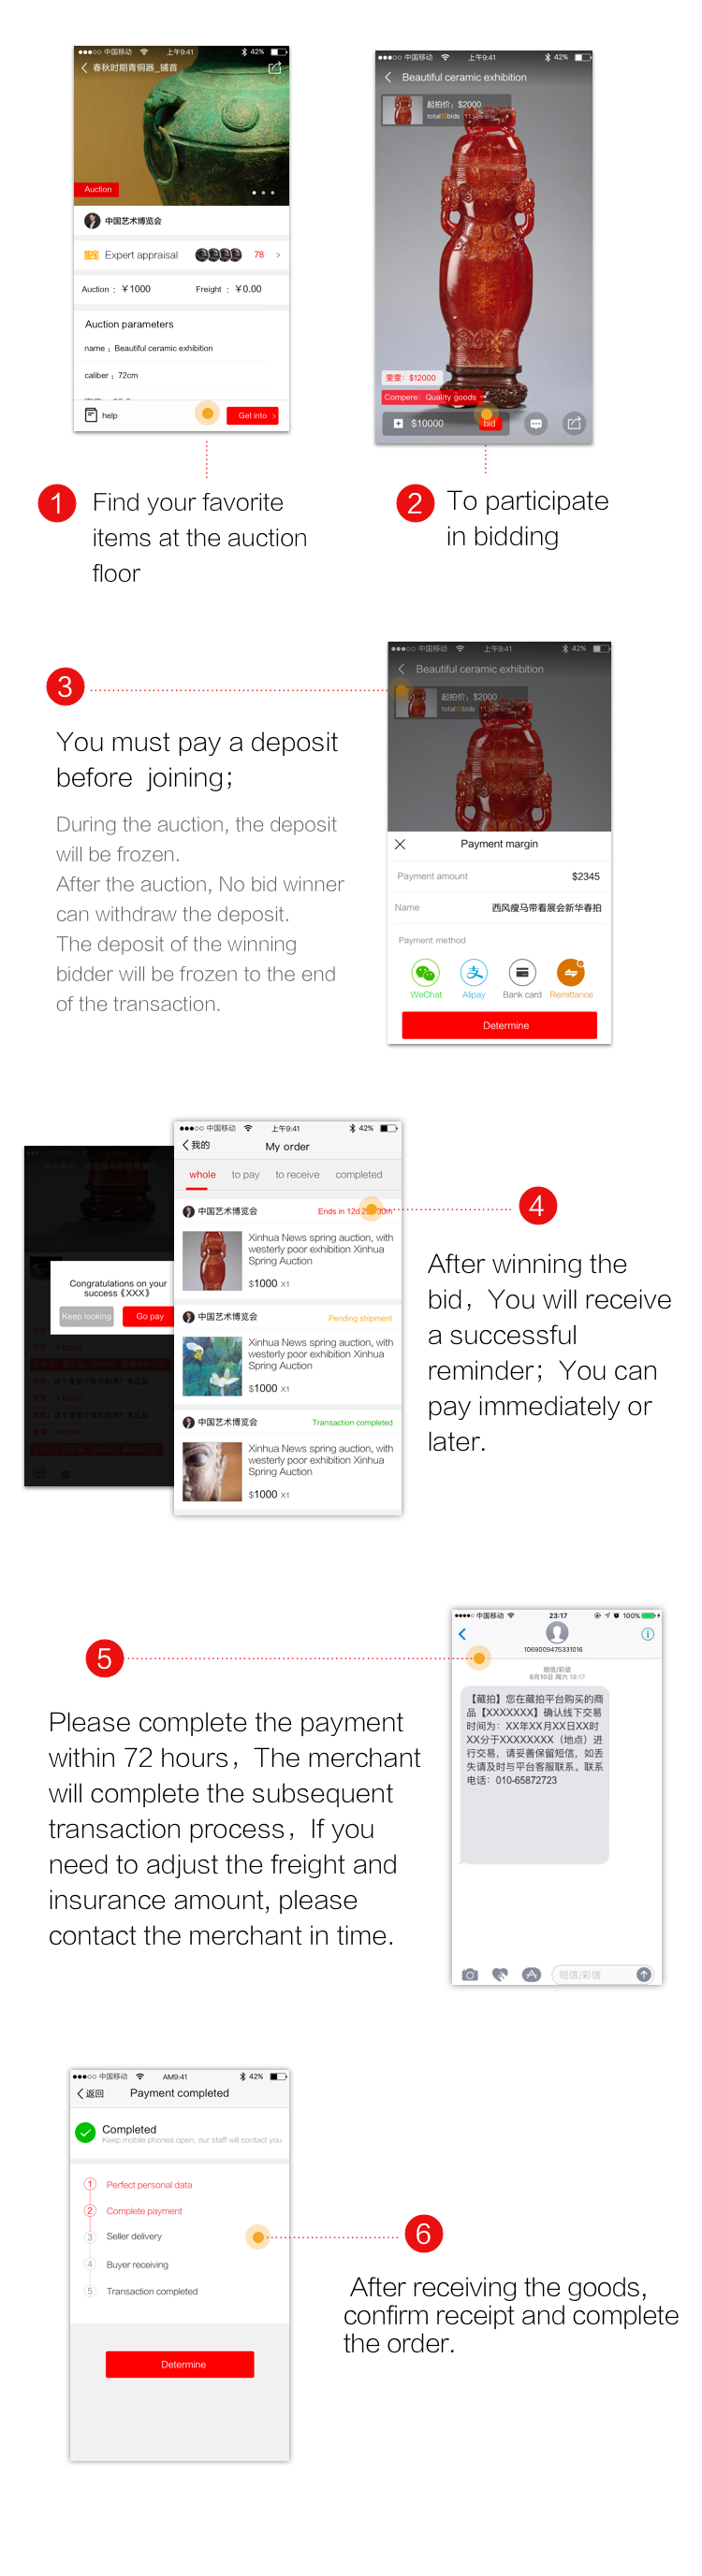 中国移动 上午9:41 42%
春秋时期青铜器_铺首
Auction
中国艺术博览会
Expert appraisal 78
Auction : ¥1000 Freight : ¥0.00
Auction parameters
name : Beautiful ceramic exhibition
caliber : 72cm
help Get into
中国移动 上午9:41 42%
Beautiful ceramic exhibition
起拍价: $2000
total10bids 113online
雯雯: $12000
Compere: Quality goods
$10000 bid
1 Find your favorite
items at the auction
floor
2 To participate
in bidding
3
You must pay a deposit
before joining;
During the auction, the deposit
will be frozen.
After the auction, No bid winner
can withdraw the deposit.
The deposit of the winning
bidder will be frozen to the end
of the transaction.
中国移动 上午9:41 42%
Beautiful ceramic exhibition
起拍价: $2000
total10bids 113online
Payment margin
Payment amount $2345
Name 西风瘦马带看展会新华春拍
Payment method
WeChat Alipay Bank card Remittance
Determine
Congratulations on your
success《XXX》
Keep looking Go pay
中国移动 上午9:41 42%
我的 My order
whole to pay to receive completed
中国艺术博览会 Ends in 12d
Xinhua News spring auction, with
westerly poor exhibition Xinhua
Spring Auction
$1000 X1
中国艺术博览会 Pending shipment
Xinhua News spring auction, with
westerly poor exhibition Xinhua
Spring Auction
$1000 X1
中国艺术博览会 Transaction completed
Xinhua News spring auction, with
westerly poor exhibition Xinhua
Spring Auction
$1000 X1
4
After winning the
bid，You will receive
a successful
reminder；You can
pay immediately or
later.
5
Please complete the payment
within 72 hours，The merchant
will complete the subsequent
transaction process，If you
need to adjust the freight and
insurance amount, please
contact the merchant in time.
中国移动 23:17 100%
1069009475331016
短信/彩信
6月10日 周六 18:17
【藏拍】您在藏拍平台购买的商
品【XXXXXXX】确认线下交易
时间为：XX年XX月XX日XX时
XX分于XXXXXXXX（地点）进
行交易，请妥善保留短信，如丢
失请及时与平台客服联系。联系
电话：010-65872723
短信/彩信
中国移动 AM9:41 42%
返回 Payment completed
Completed
Keep mobile phones open, our staff will contact you
1 Perfect personal data
2 Complete payment
3 Seller delivery
4 Buyer receiving
5 Transaction completed
Determine
6
After receiving the goods,
confirm receipt and complete
the order.